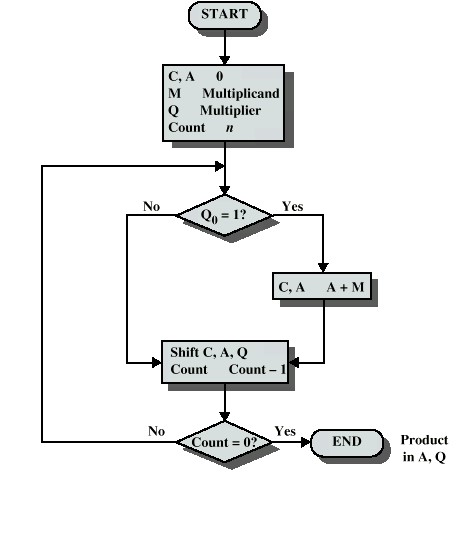 START
C, A 0
M Multiplicand
Q Multiplier
Count n
No
Yes
Q0 = 1?
C, A A + M
Shift C, A, Q
Count Count – 1
No
Yes
Count = 0?
END
Product
in A, Q